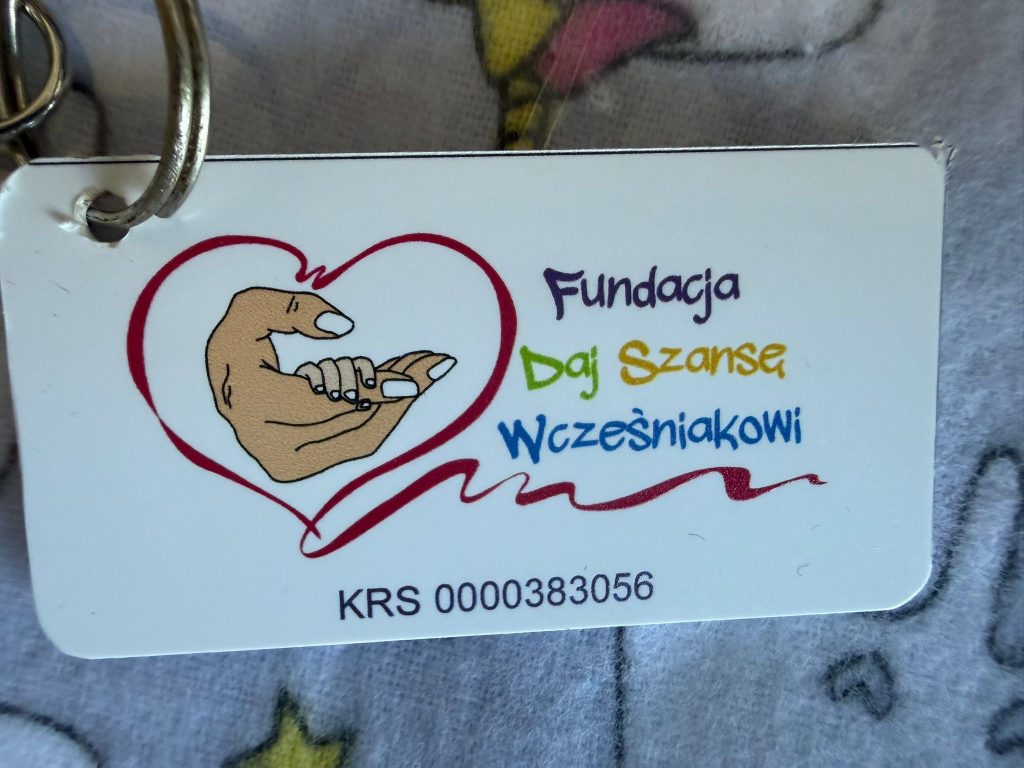 Fundacja
Daj Szansę
Wcześniakowi
KRS 0000383056